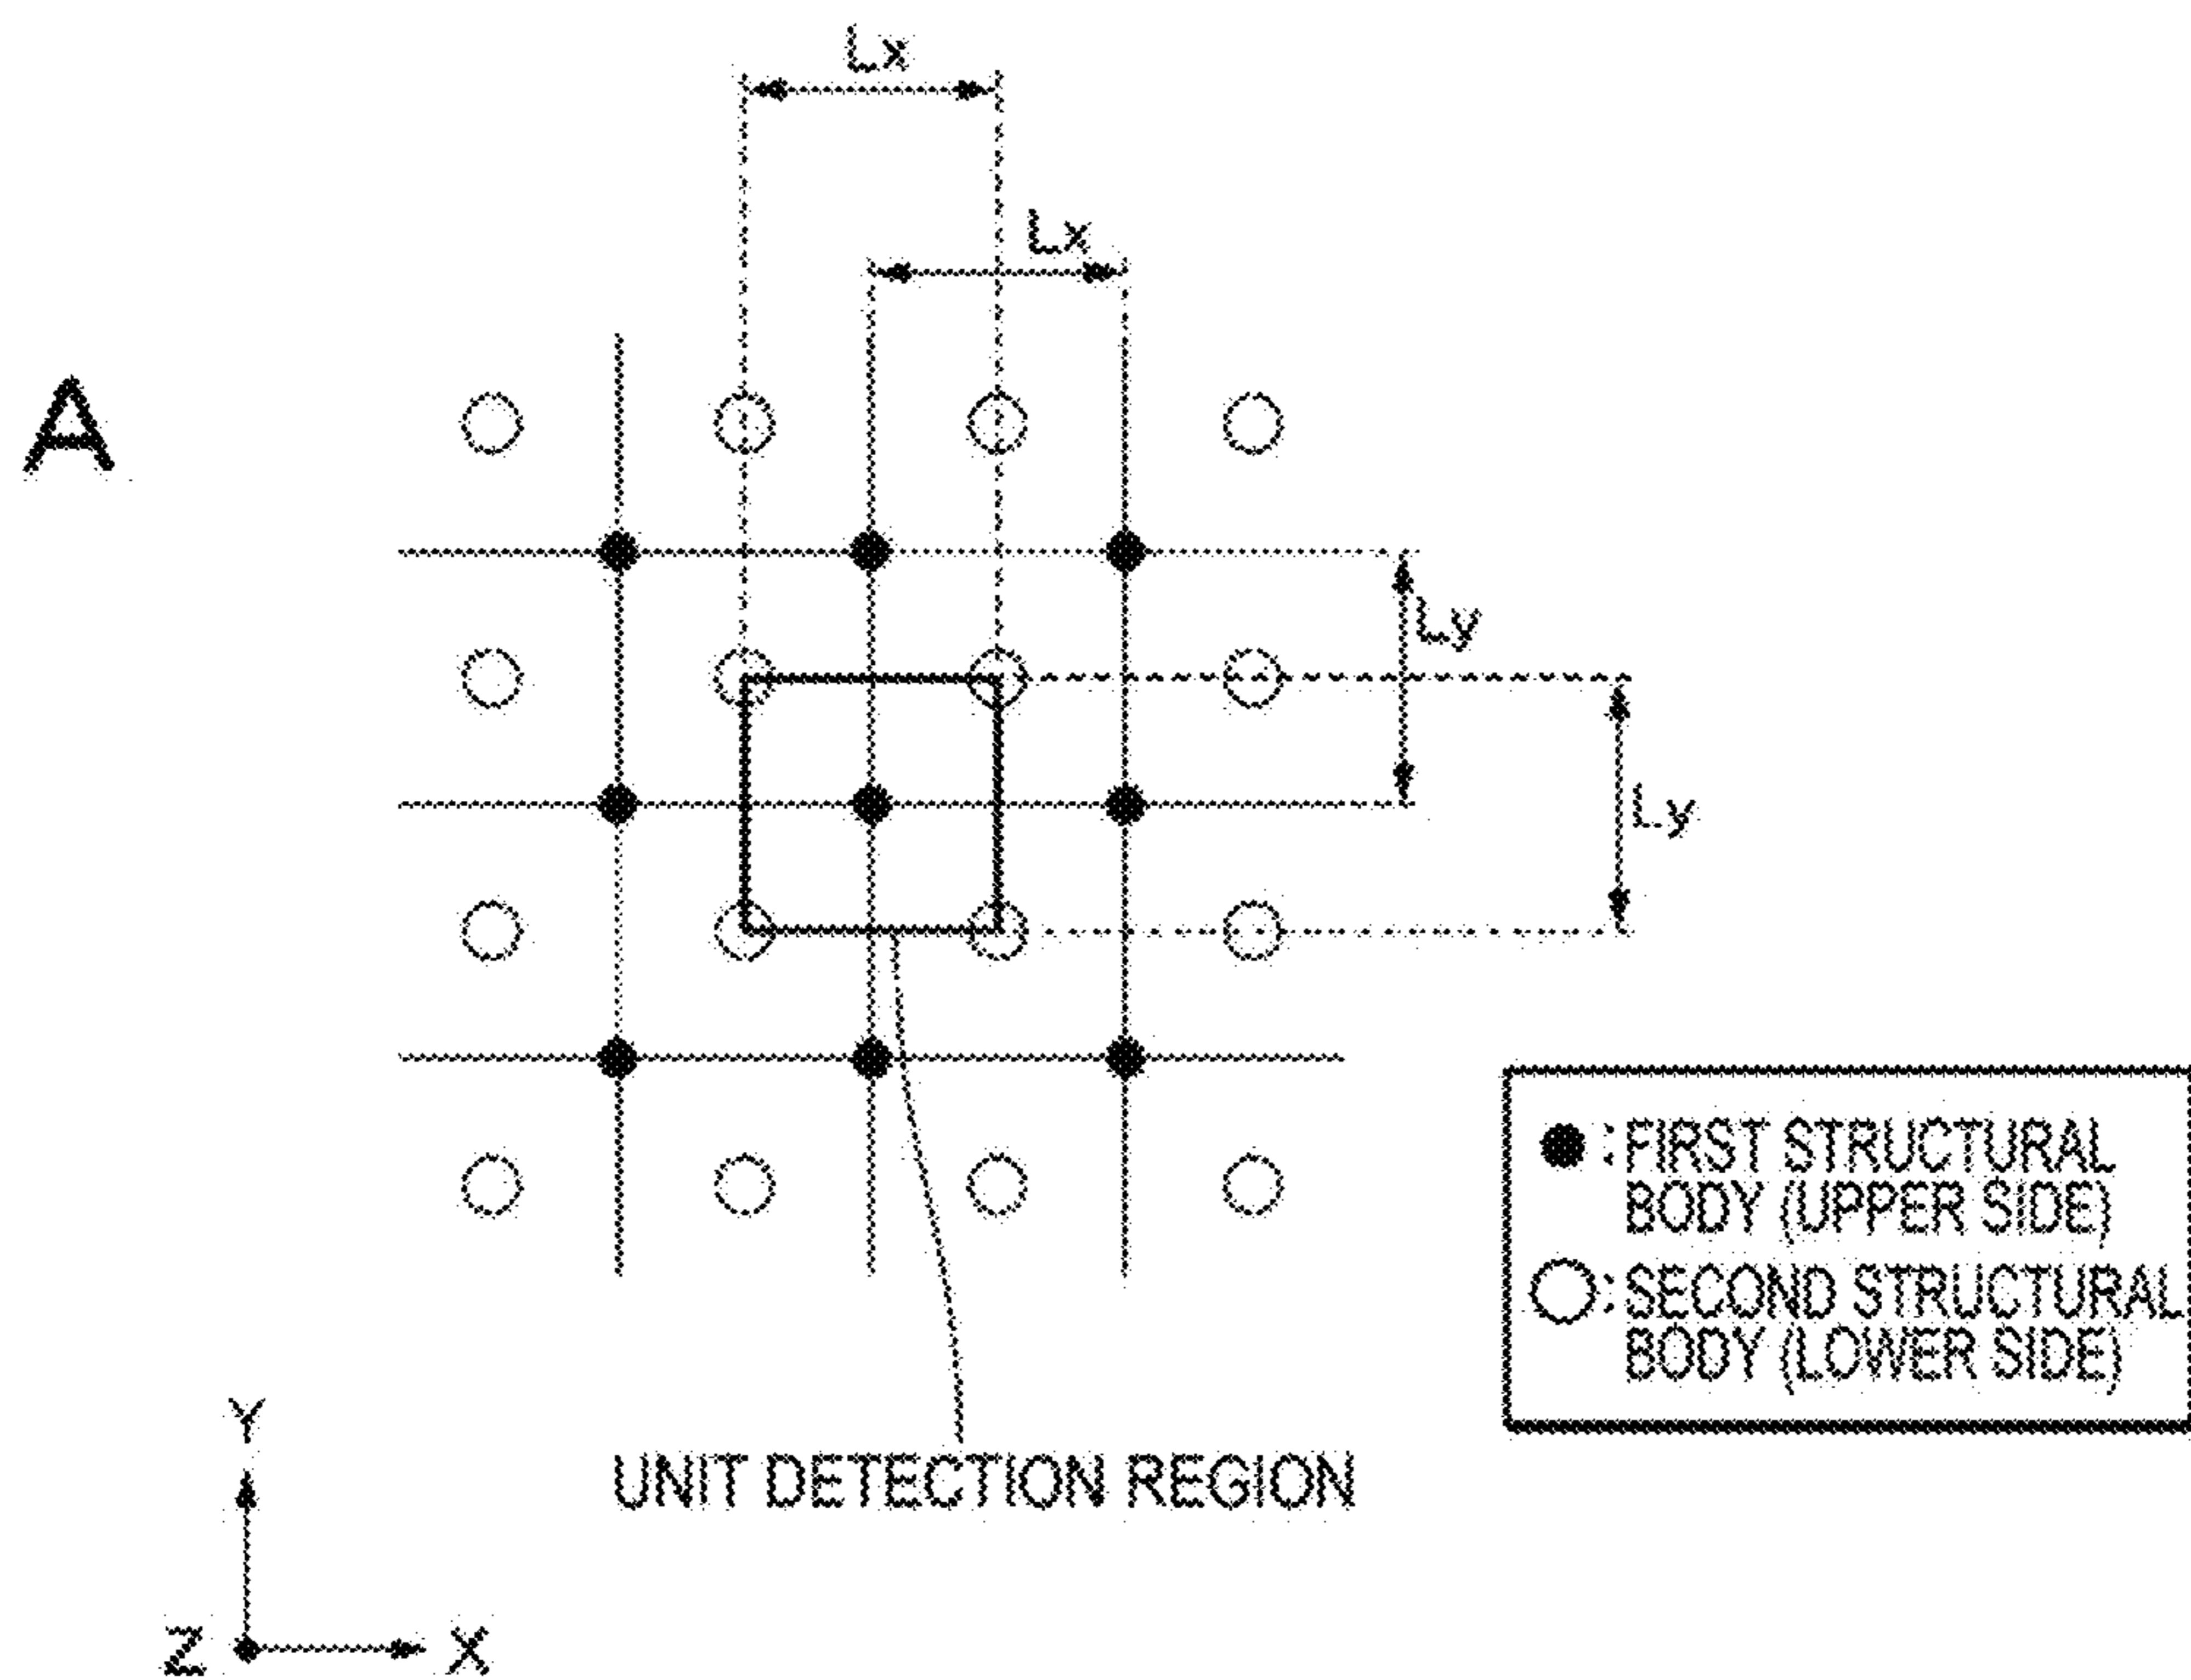 Lx
Lx
A
Ly
Ly
● : FIRST STRUCTURAL
BODY (UPPER SIDE)
○ : SECOND STRUCTURAL
BODY (LOWER SIDE)
Y
UNIT DETECTION REGION
Z
X